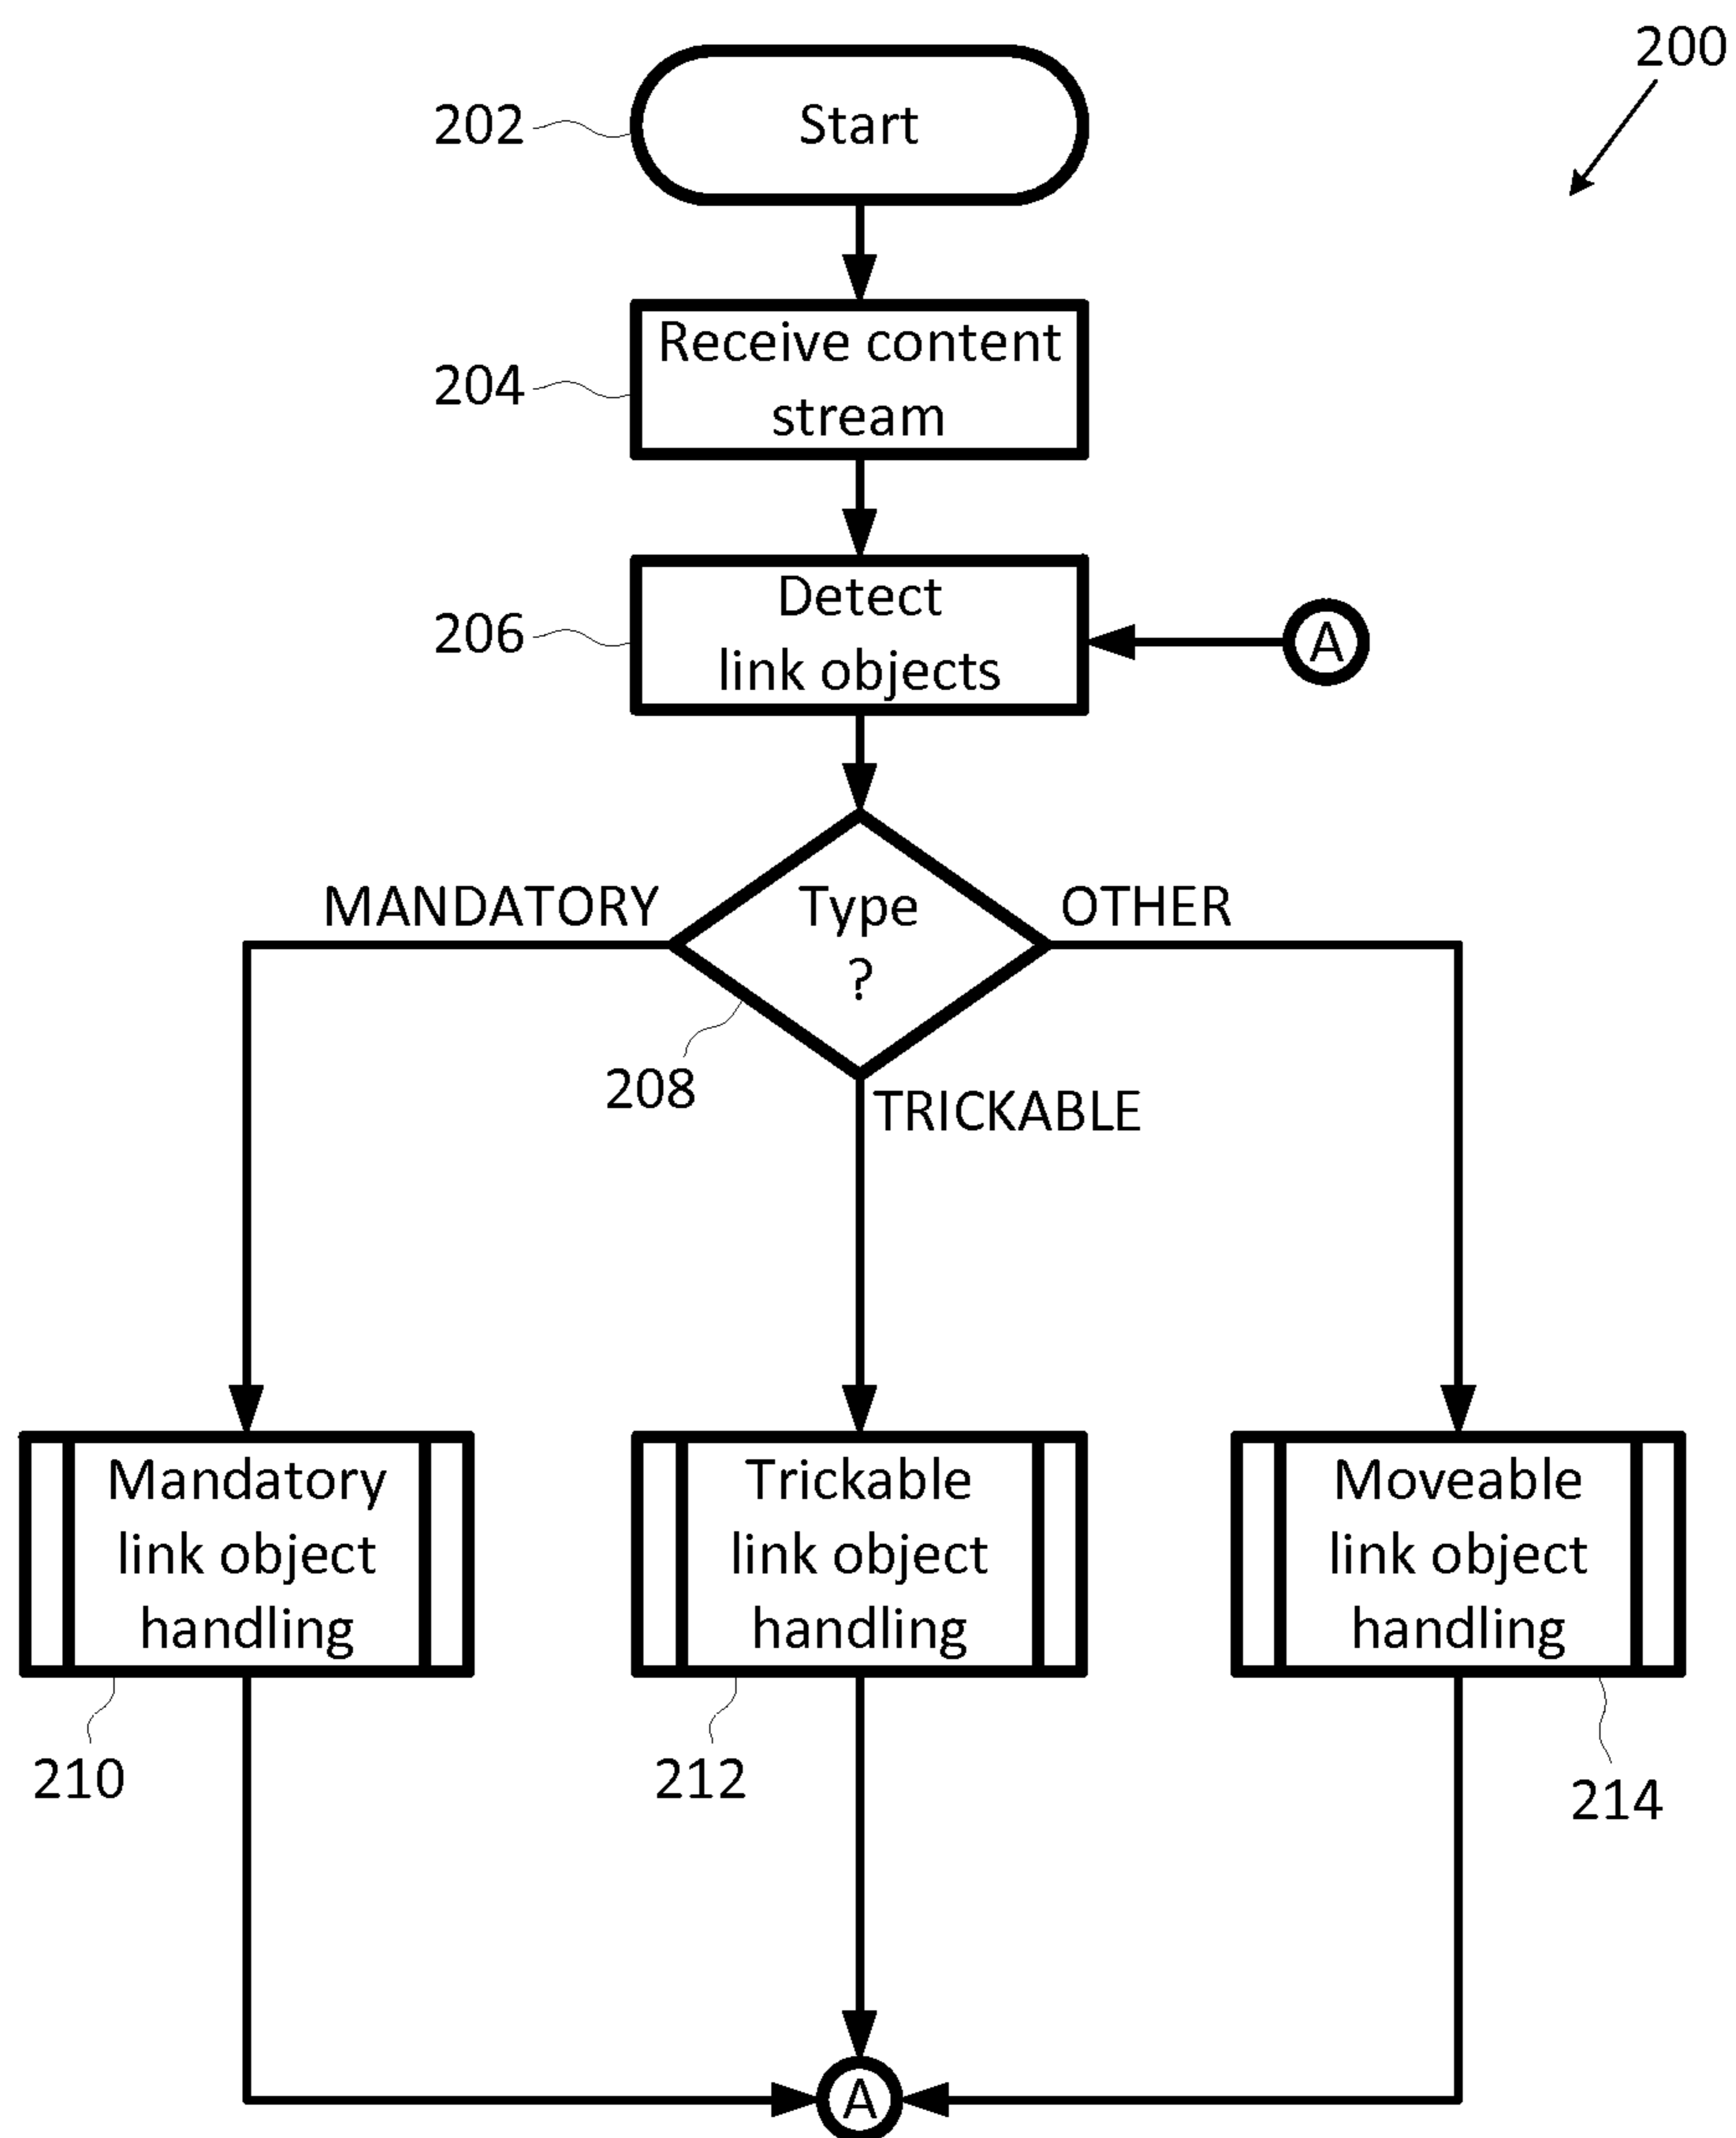 200
202
Start
204
Receive content
stream
206
Detect
link objects
A
MANDATORY
Type
?
OTHER
208
TRICKABLE
Mandatory
link object
handling
Trickable
link object
handling
Moveable
link object
handling
210
212
214
A